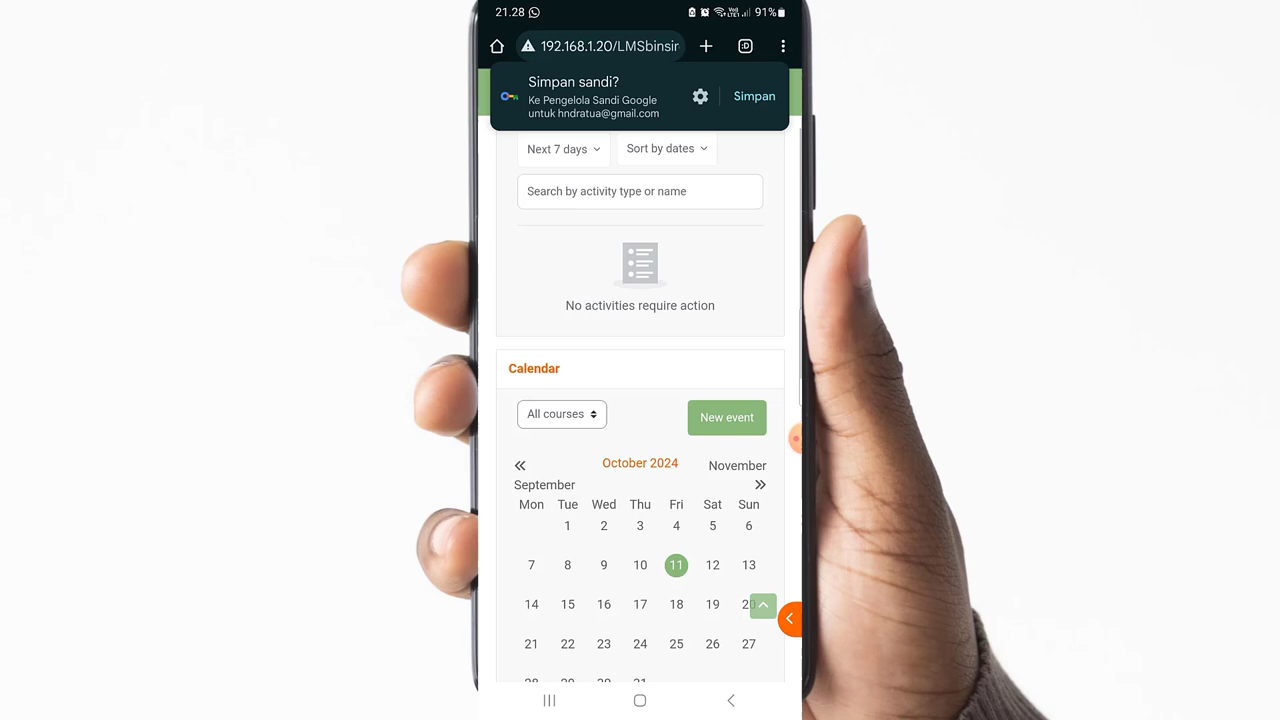 21.28
91%
192.168.1.20/LMSbinsir
:D
Simpan sandi?
Ke Pengelola Sandi Google
untuk hndratua@gmail.com
Simpan
Next 7 days
Sort by dates
Search by activity type or name
No activities require action
Calendar
All courses
New event
« September
October 2024
November »
Mon Tue Wed Thu Fri Sat Sun
1 2 3 4 5 6
7 8 9 10 11 12 13
14 15 16 17 18 19 20
21 22 23 24 25 26 27
28 29 30 31